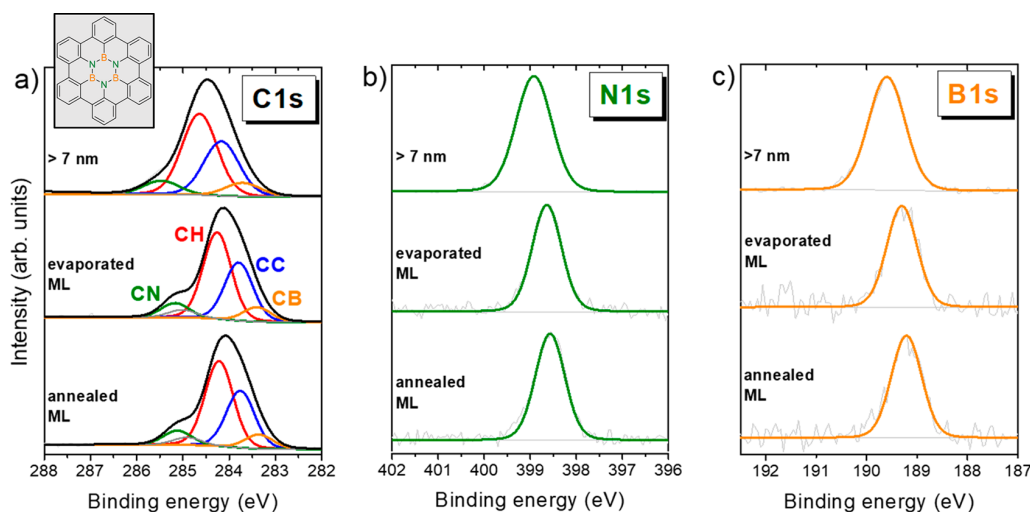 a)
B
N
N
B
B
N
C1s
> 7 nm
evaporated
ML
CN
CH
CC
CB
annealed
ML
Intensity (arb. units)
288 287 286 285 284 283 282
Binding energy (eV)
b)
N1s
> 7 nm
evaporated
ML
annealed
ML
402 401 400 399 398 397 396
Binding energy (eV)
c)
B1s
>7 nm
evaporated
ML
annealed
ML
192 191 190 189 188 187
Binding energy (eV)